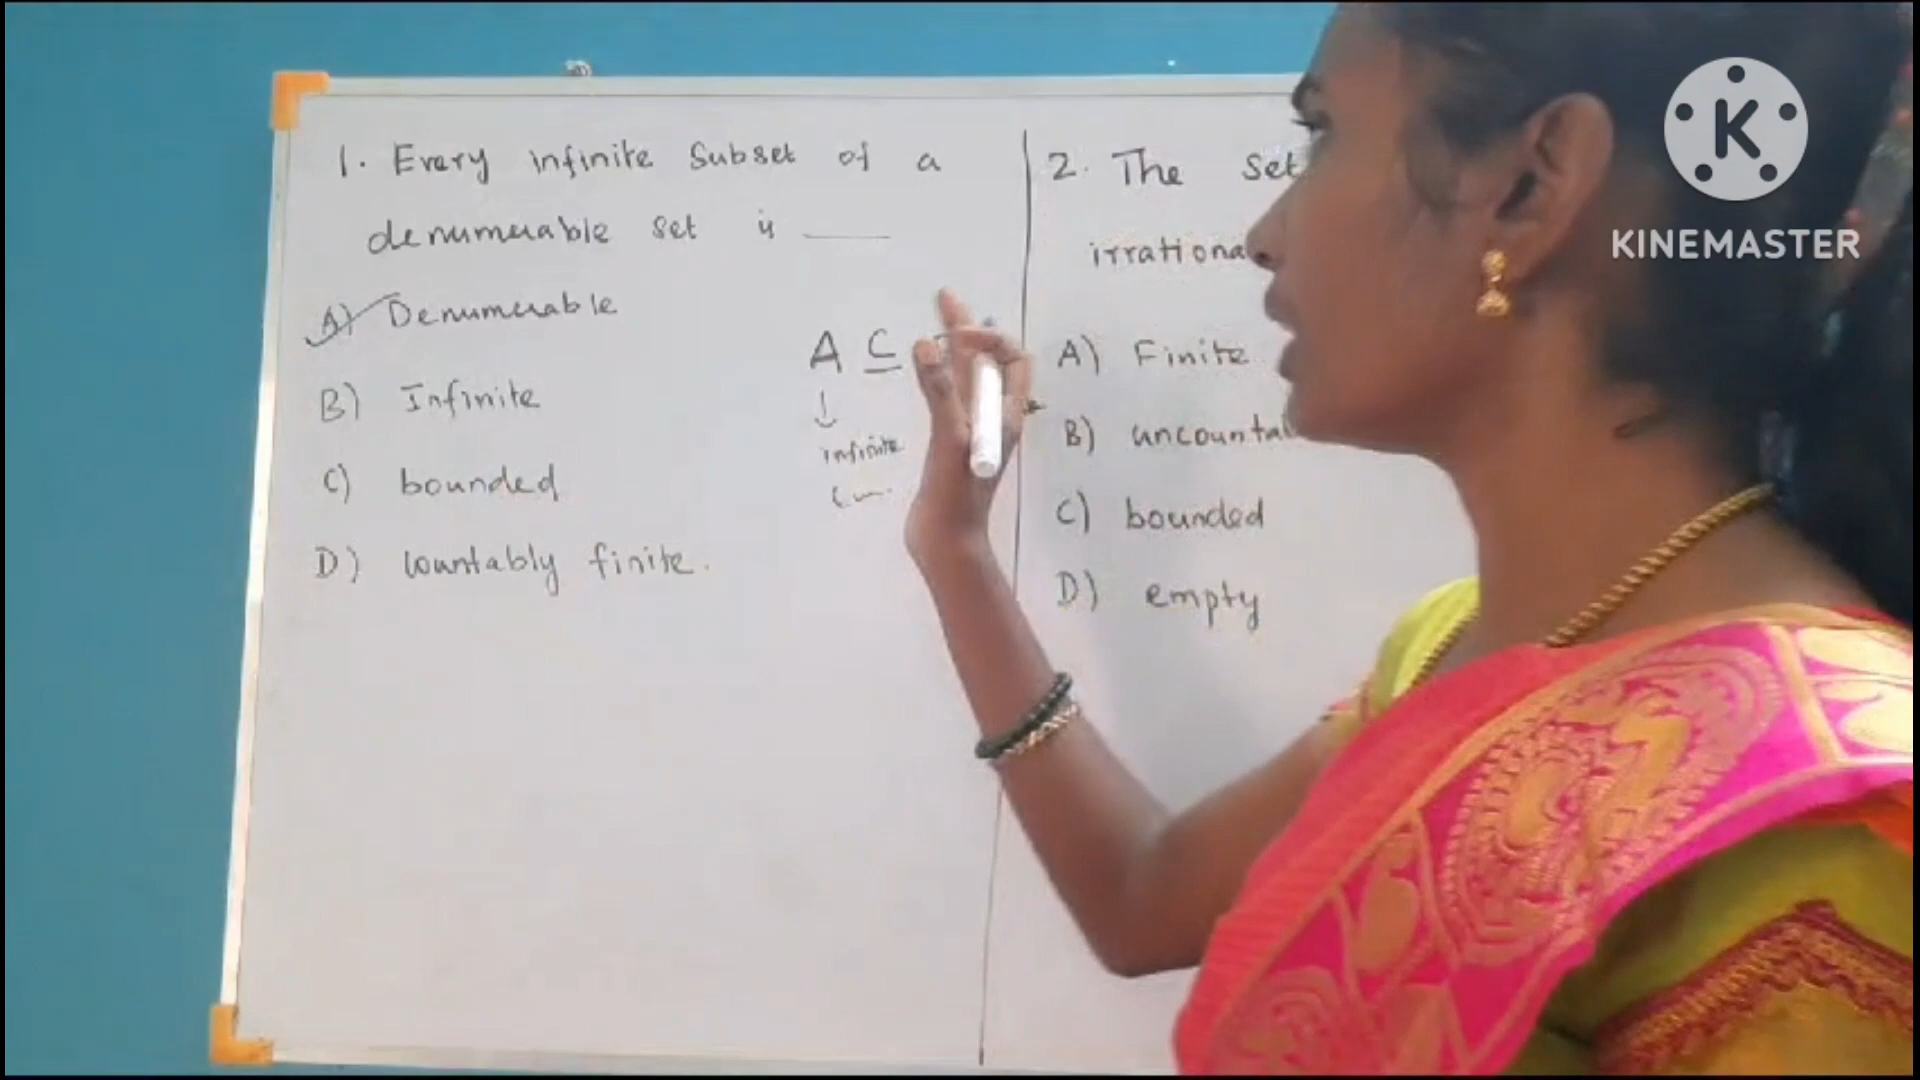 1. Every infinite Subset of a
denumerable set is ____
A) Denumerable
B) Infinite
C) bounded
D) countably finite.
A ⊆
↓
infinite
2. The Set
irrationa
A) Finite
B) uncounta
C) bounded
D) empty
K
KINEMASTER